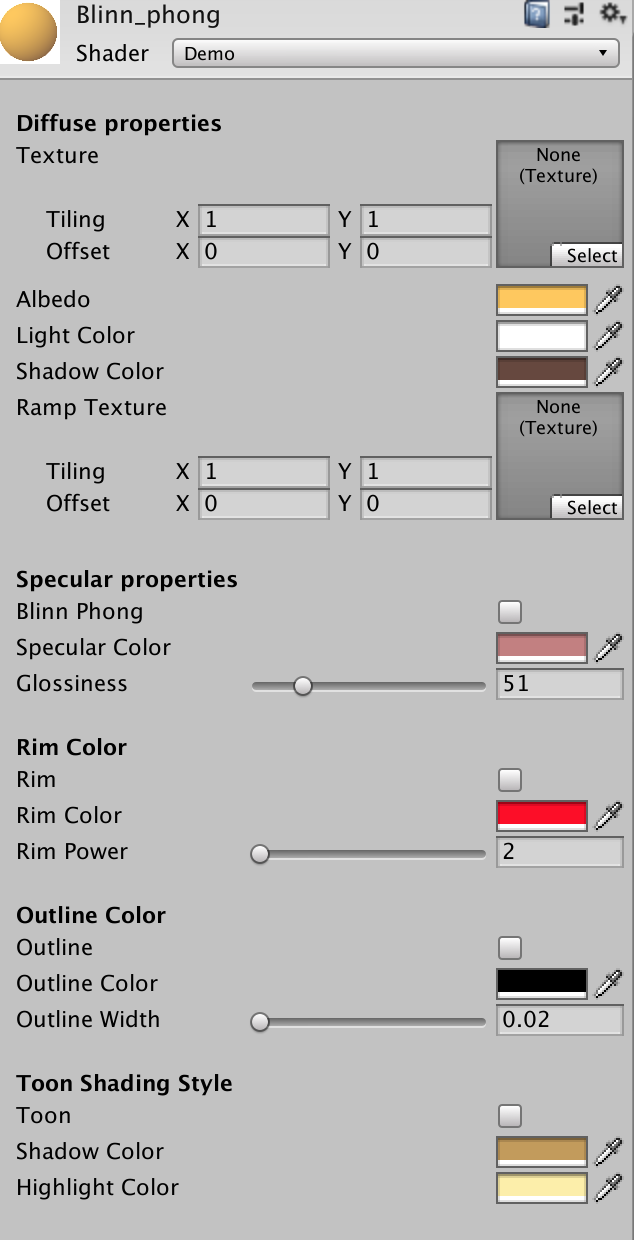 Blinn_phong
Shader Demo
Diffuse properties
Texture
None
(Texture)
Tiling X 1 Y 1
Offset X 0 Y 0
Select
Albedo
Light Color
Shadow Color
Ramp Texture
None
(Texture)
Tiling X 1 Y 1
Offset X 0 Y 0
Select
Specular properties
Blinn Phong
Specular Color
Glossiness 51
Rim Color
Rim
Rim Color
Rim Power 2
Outline Color
Outline
Outline Color
Outline Width 0.02
Toon Shading Style
Toon
Shadow Color
Highlight Color